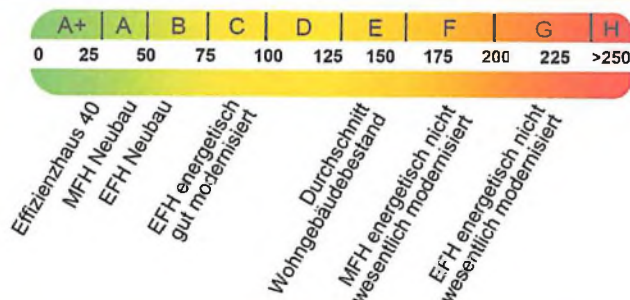 A+ A B C D E F G H
0 25 50 75 100 125 150 175 200 225 >250
Effizienzhaus 40
MFH Neubau
EFH Neubau
EFH energetisch
gut modernisiert
Durchschnitt
Wohngebäudebestand
MFH energetisch nicht
wesentlich modernisiert
EFH energetisch nicht
wesentlich modernisiert